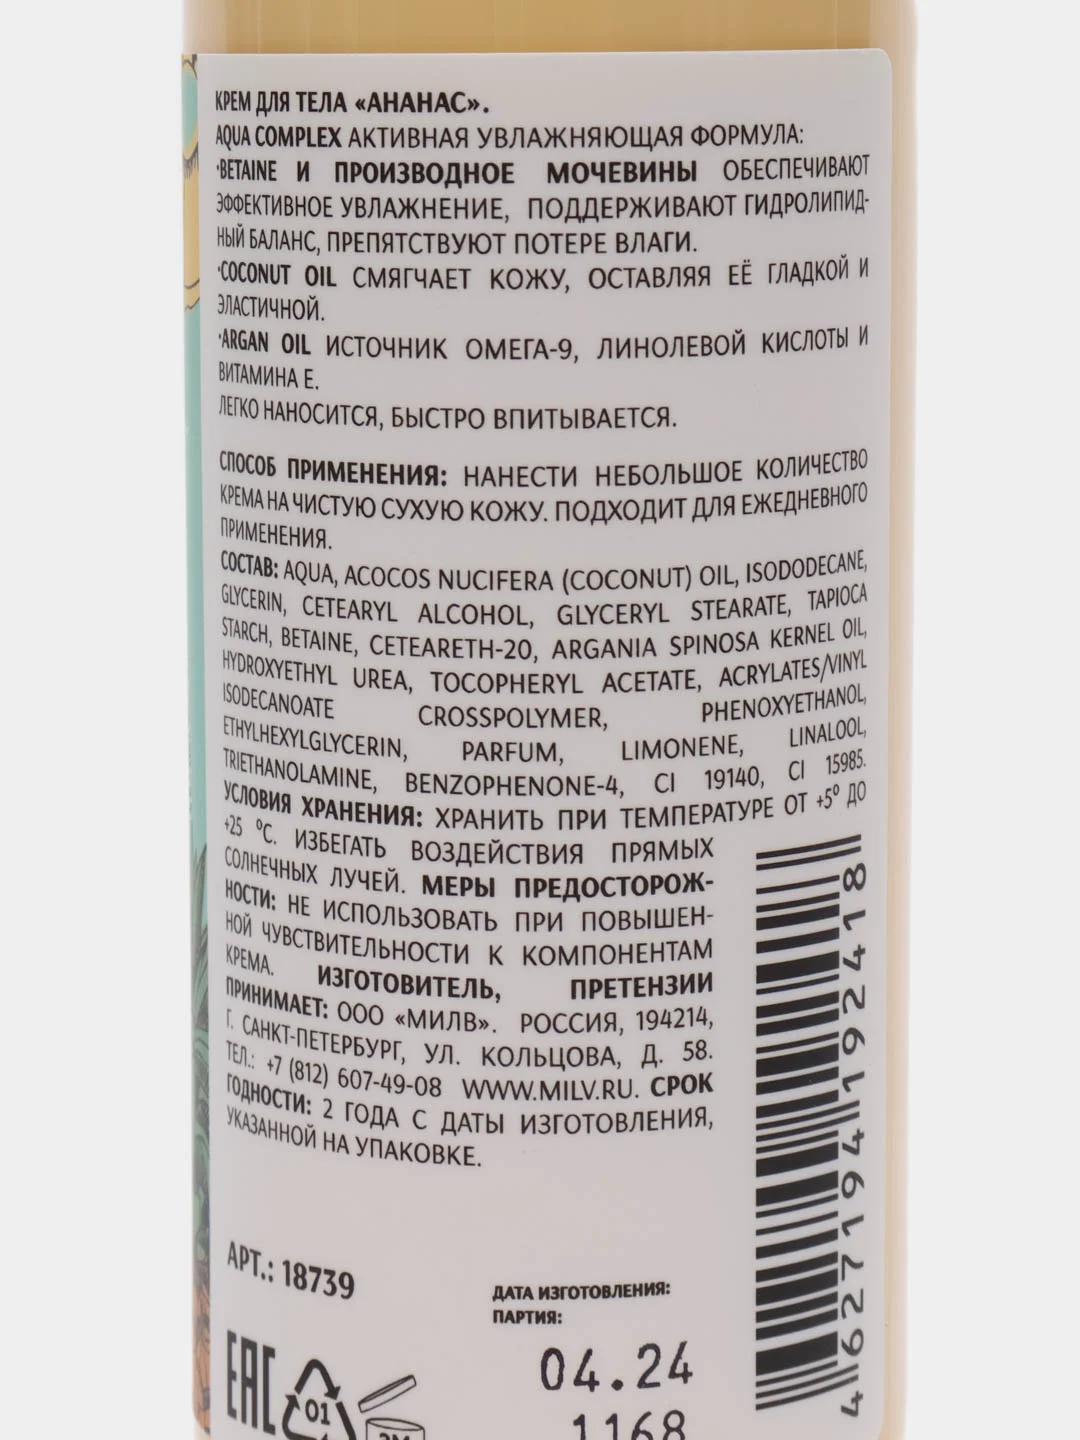 КРЕМ ДЛЯ ТЕЛА «АНАНАС».
AQUA COMPLEX АКТИВНАЯ УВЛАЖНЯЮЩАЯ ФОРМУЛА:
·BETAINE И ПРОИЗВОДНОЕ МОЧЕВИНЫ ОБЕСПЕЧИВАЮТ
ЭФФЕКТИВНОЕ УВЛАЖНЕНИЕ, ПОДДЕРЖИВАЮТ ГИДРОЛИПИД-
НЫЙ БАЛАНС, ПРЕПЯТСТВУЮТ ПОТЕРЕ ВЛАГИ.
·COCONUT OIL СМЯГЧАЕТ КОЖУ, ОСТАВЛЯЯ ЕЁ ГЛАДКОЙ И
ЭЛАСТИЧНОЙ.
·ARGAN OIL ИСТОЧНИК ОМЕГА-9, ЛИНОЛЕВОЙ КИСЛОТЫ И
ВИТАМИНА Е.
ЛЕГКО НАНОСИТСЯ, БЫСТРО ВПИТЫВАЕТСЯ.
СПОСОБ ПРИМЕНЕНИЯ: НАНЕСТИ НЕБОЛЬШОЕ КОЛИЧЕСТВО
КРЕМА НА ЧИСТУЮ СУХУЮ КОЖУ. ПОДХОДИТ ДЛЯ ЕЖЕДНЕВНОГО
ПРИМЕНЕНИЯ.
СОСТАВ: AQUA, ACOCOS NUCIFERA (COCONUT) OIL, ISODODECANE,
GLYCERIN, CETEARYL ALCOHOL, GLYCERYL STEARATE, TAPIOCA
STARCH, BETAINE, CETEARETH-20, ARGANIA SPINOSA KERNEL OIL,
HYDROXYETHYL UREA, TOCOPHERYL ACETATE, ACRYLATES/VINYL
ISODECANOATE CROSSPOLYMER, PHENOXYETHANOL,
ETHYLHEXYLGLYCERIN, PARFUM, LIMONENE, LINALOOL,
TRIETHANOLAMINE, BENZOPHENONE-4, CI 19140, CI 15985.
УСЛОВИЯ ХРАНЕНИЯ: ХРАНИТЬ ПРИ ТЕМПЕРАТУРЕ ОТ +5° ДО
+25 °С. ИЗБЕГАТЬ ВОЗДЕЙСТВИЯ ПРЯМЫХ
СОЛНЕЧНЫХ ЛУЧЕЙ. МЕРЫ ПРЕДОСТОРОЖ-
НОСТИ: НЕ ИСПОЛЬЗОВАТЬ ПРИ ПОВЫШЕН-
НОЙ ЧУВСТВИТЕЛЬНОСТИ К КОМПОНЕНТАМ
КРЕМА. ИЗГОТОВИТЕЛЬ, ПРЕТЕНЗИИ
ПРИНИМАЕТ: ООО «МИЛВ». РОССИЯ, 194214,
Г. САНКТ-ПЕТЕРБУРГ, УЛ. КОЛЬЦОВА, Д. 58.
ТЕЛ.: +7 (812) 607-49-08 WWW.MILV.RU. СРОК
ГОДНОСТИ: 2 ГОДА С ДАТЫ ИЗГОТОВЛЕНИЯ,
УКАЗАННОЙ НА УПАКОВКЕ.
4 627194 192418
АРТ.: 18739
ДАТА ИЗГОТОВЛЕНИЯ:
ПАРТИЯ:
04.24
1168
EAC
01